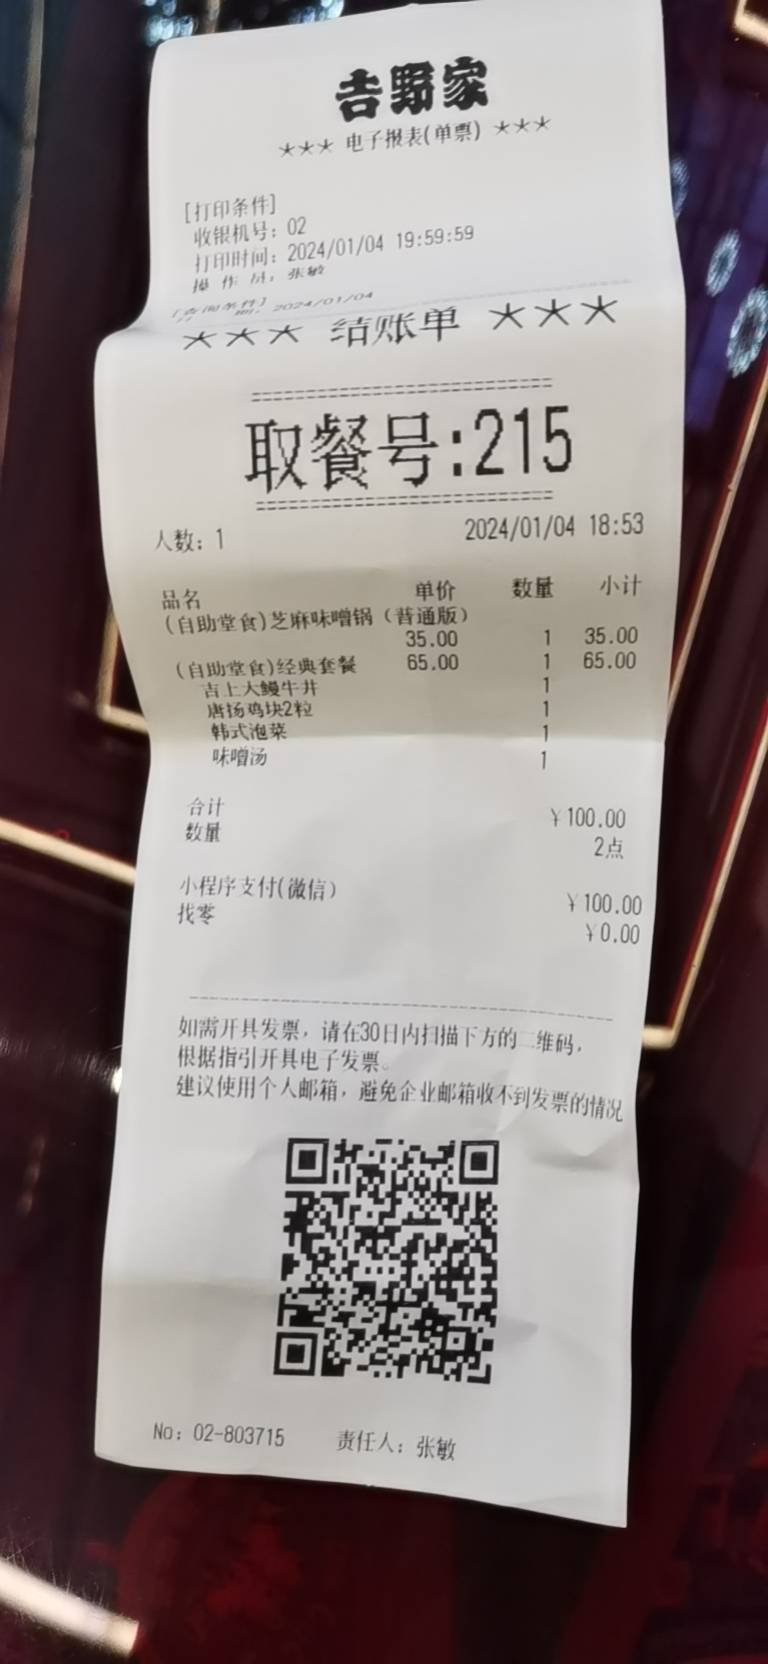 吉野家
*** 电子报表(单票) ***
[打印条件]
收银机号：02
打印时间：2024/01/04 19:59:59
操 作 员：张敏
[查询条件]
期：2024/01/04
*** 结账单 ***
取餐号:215
人数：1 2024/01/04 18:53
品名 单价 数量 小计
(自助堂食)芝麻味噌锅（普通版）
35.00 1 35.00
(自助堂食)经典套餐 65.00 1 65.00
吉上大鳗牛丼 1
唐扬鸡块2粒 1
韩式泡菜 1
味噌汤 1
合计 ¥100.00
数量 2点
小程序支付(微信) ¥100.00
找零 ¥0.00
如需开具发票，请在30日内扫描下方的二维码，
根据指引开具电子发票。
建议使用个人邮箱，避免企业邮箱收不到发票的情况
No：02-803715 责任人：张敏